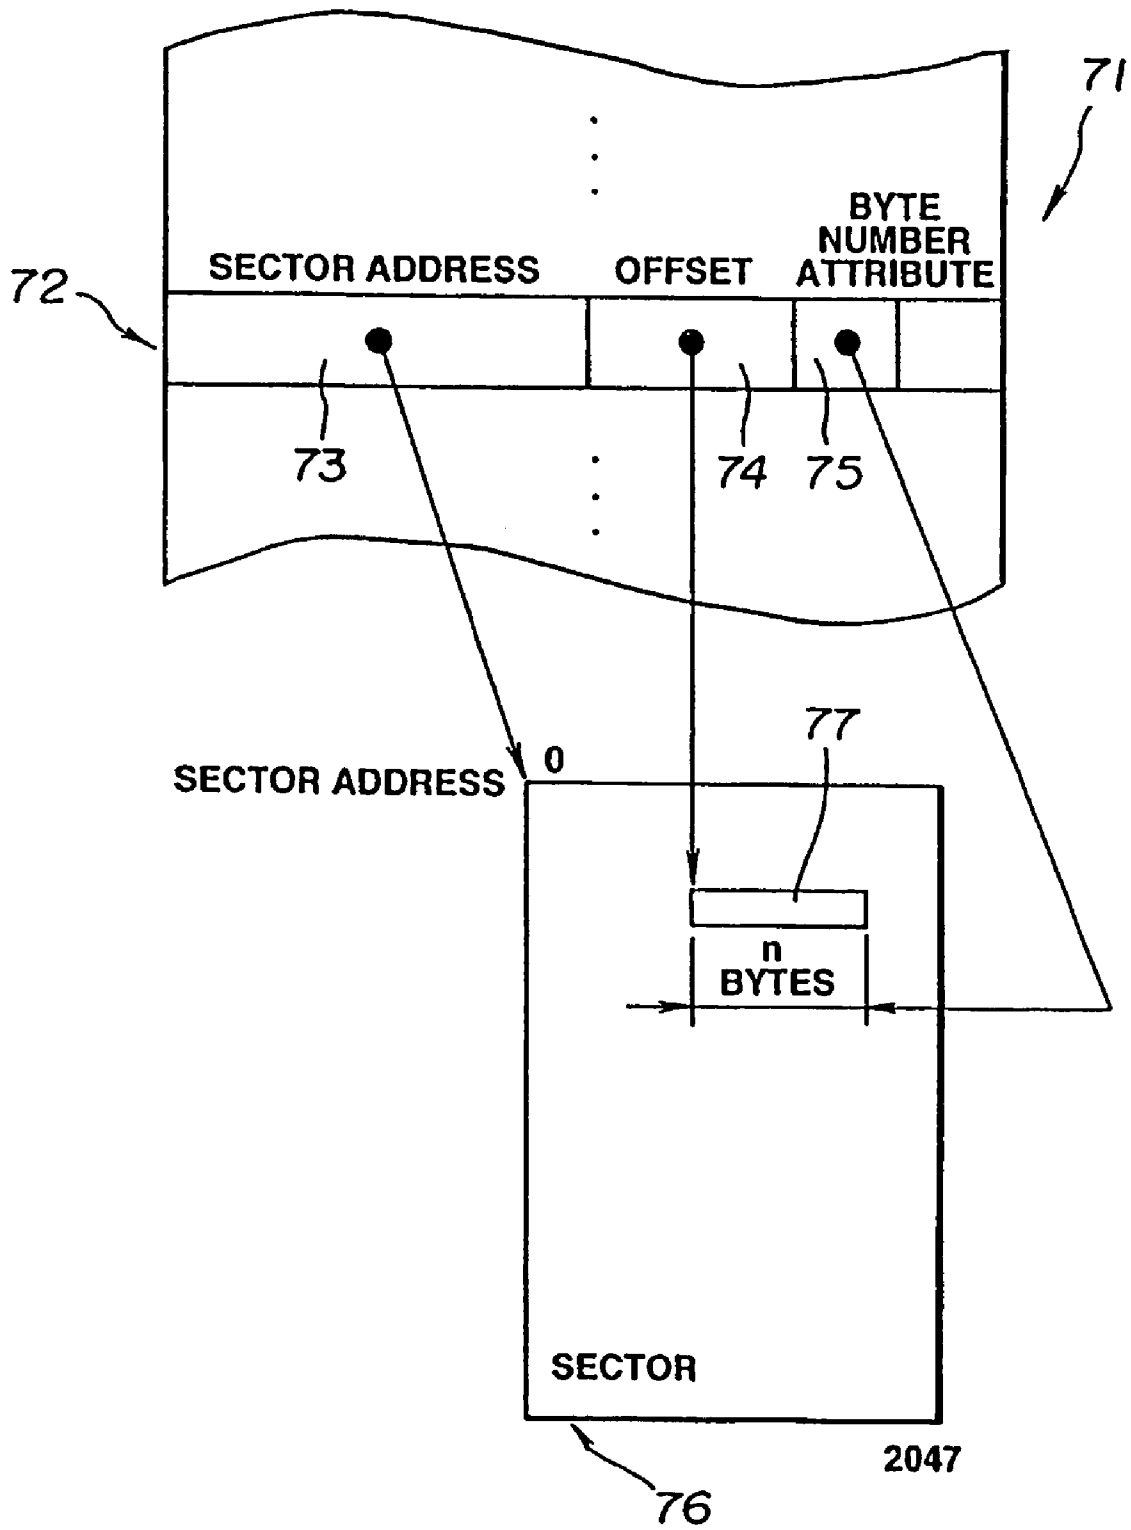 71
BYTE
NUMBER
SECTOR ADDRESS OFFSET ATTRIBUTE
72
73 74 75
77
0
SECTOR ADDRESS
n
BYTES
SECTOR
2047
76